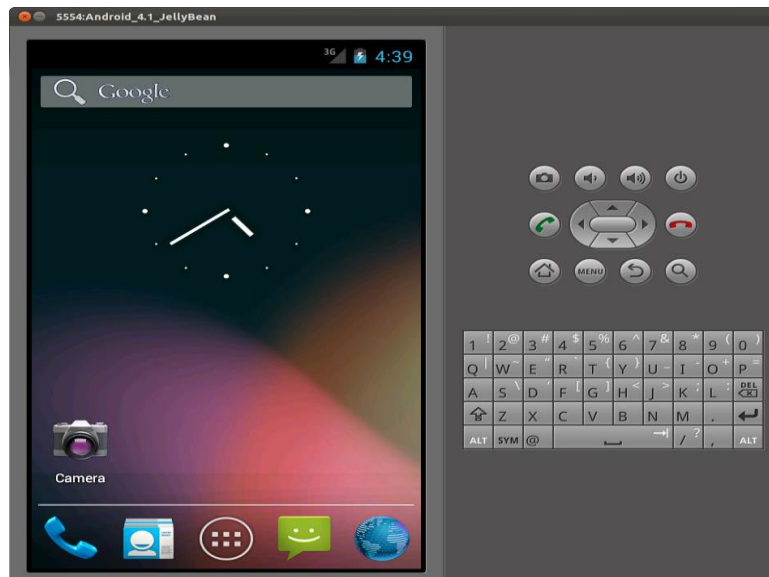 5554:Android_4.1_JellyBean
3G 4:39
Google
Camera
MENU
1 ! 2 @ 3 # 4 $ 5 % 6 ^ 7 & 8 * 9 ( 0 )
Q | W ~ E " R ` T { Y } U _ I - O + P =
A S \ D ' F [ G ] H < J > K ; L : DEL
Z X C V B N M .
ALT SYM @ / ? , ALT